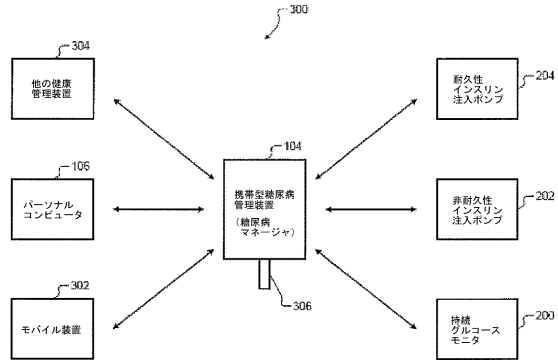 300
304
他の健康
管理装置
204
耐久性
インスリン
注入ポンプ
104
携帯型糖尿病
管理装置
(糖尿病
マネージャ)
106
パーソナル
コンピュータ
202
非耐久性
インスリン
注入ポンプ
302
モバイル装置
306
200
持続
グルコース
モニタ